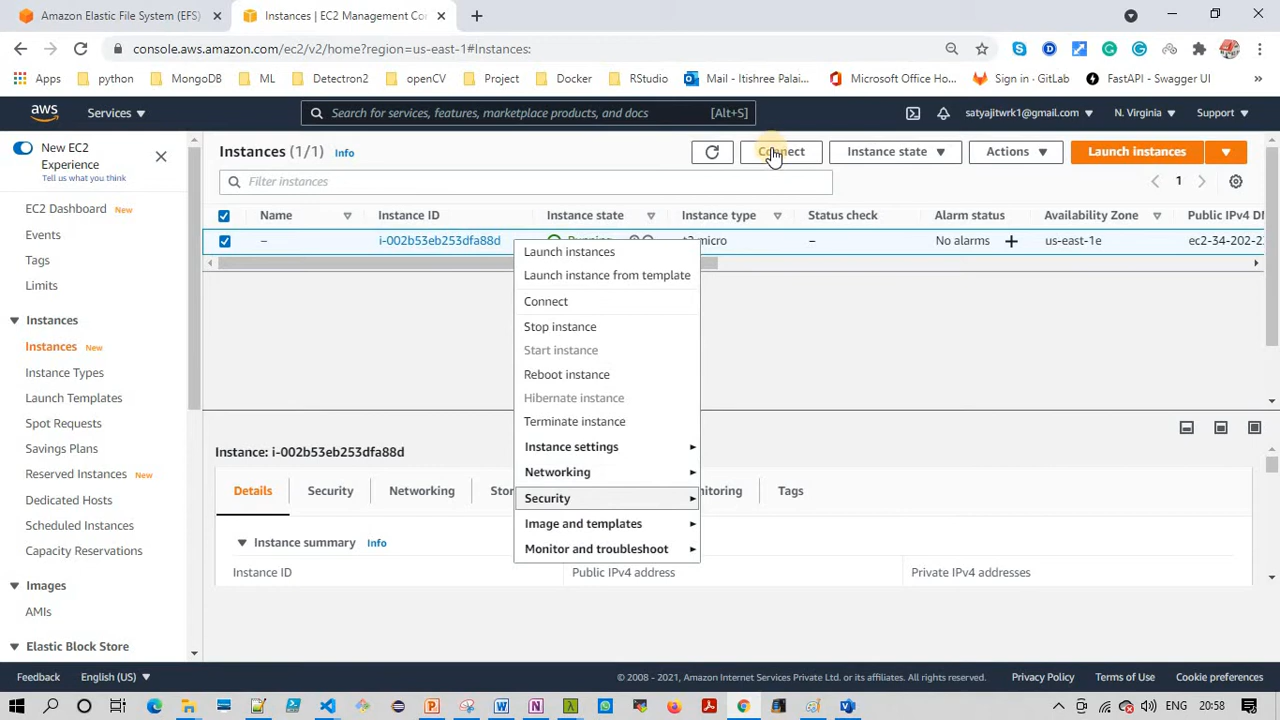 Amazon Elastic File System (EFS)
Instances | EC2 Management Con
console.aws.amazon.com/ec2/v2/home?region=us-east-1#Instances:
Apps python MongoDB ML Detectron2 openCV Project Docker RStudio Mail - Itishree Palai... Microsoft Office Ho... Sign in · GitLab FastAPI - Swagger UI »
aws Services Search for services, features, marketplace products, and docs [Alt+S] satyajitwrk1@gmail.com N. Virginia Support
New EC2 Experience
Tell us what you think
EC2 Dashboard New
Events
Tags
Limits
Instances
Instances New
Instance Types
Launch Templates
Spot Requests
Savings Plans
Reserved Instances New
Dedicated Hosts
Scheduled Instances
Capacity Reservations
Images
AMIs
Elastic Block Store
Instances (1/1) Info Connect Instance state Actions Launch instances
Filter instances 1
Name Instance ID Instance state Instance type Status check Alarm status Availability Zone Public IPv4 DN
– i-002b53eb253dfa88d Running t2.micro – No alarms + us-east-1e ec2-34-202-2
Launch instances
Launch instance from template
Connect
Stop instance
Start instance
Reboot instance
Hibernate instance
Terminate instance
Instance settings
Networking
Security
Image and templates
Monitor and troubleshoot
Instance: i-002b53eb253dfa88d
Details Security Networking Stor nitoring Tags
Instance summary Info
Instance ID Public IPv4 address Private IPv4 addresses
Feedback English (US) © 2008 - 2021, Amazon Internet Services Private Ltd. or its affiliates. All rights reserved. Privacy Policy Terms of Use Cookie preferences
ENG 20:58